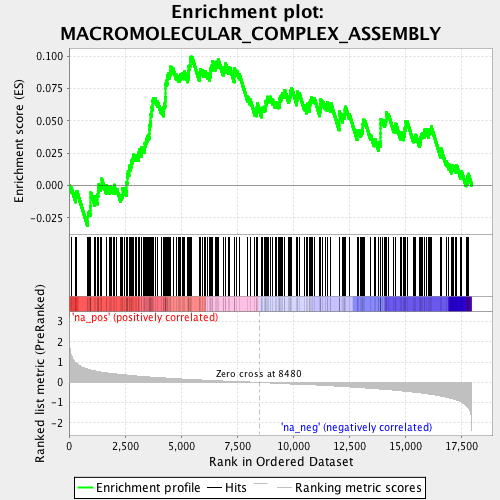 Enrichment plot:
MACROMOLECULAR_COMPLEX_ASSEMBLY
Enrichment score (ES)
0.100
0.075
0.050
0.025
0.000
-0.025
'na_pos' (positively correlated)
Ranked list metric (PreRanked)
3
2
1
0
-1
-2
Zero cross at 8480
'na_neg' (negatively correlated)
0
2,500
5,000
7,500
10,000
12,500
15,000
17,500
Rank in Ordered Dataset
Enrichment profile
Hits
Ranking metric scores